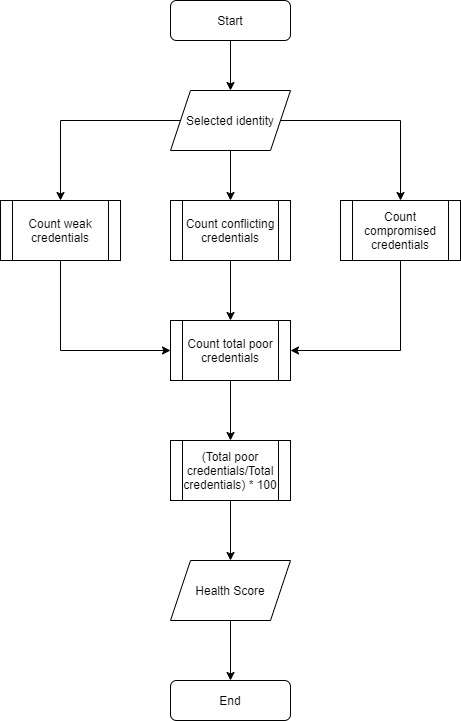 Start
Selected identity
Count weak
credentials
Count conflicting
credentials
Count
compromised
credentials
Count total poor
credentials
(Total poor
credentials/Total
credentials) * 100
Health Score
End